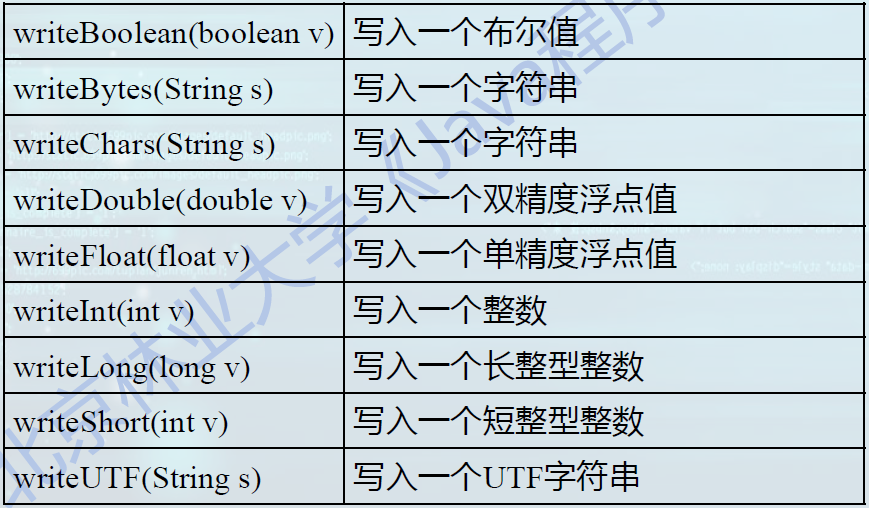 writeBoolean(boolean v) 写入一个布尔值
writeBytes(String s) 写入一个字符串
writeChars(String s) 写入一个字符串
writeDouble(double v) 写入一个双精度浮点值
writeFloat(float v) 写入一个单精度浮点值
writeInt(int v) 写入一个整数
writeLong(long v) 写入一个长整型整数
writeShort(int v) 写入一个短整型整数
writeUTF(String s) 写入一个UTF字符串
北京林业大学《Java程序